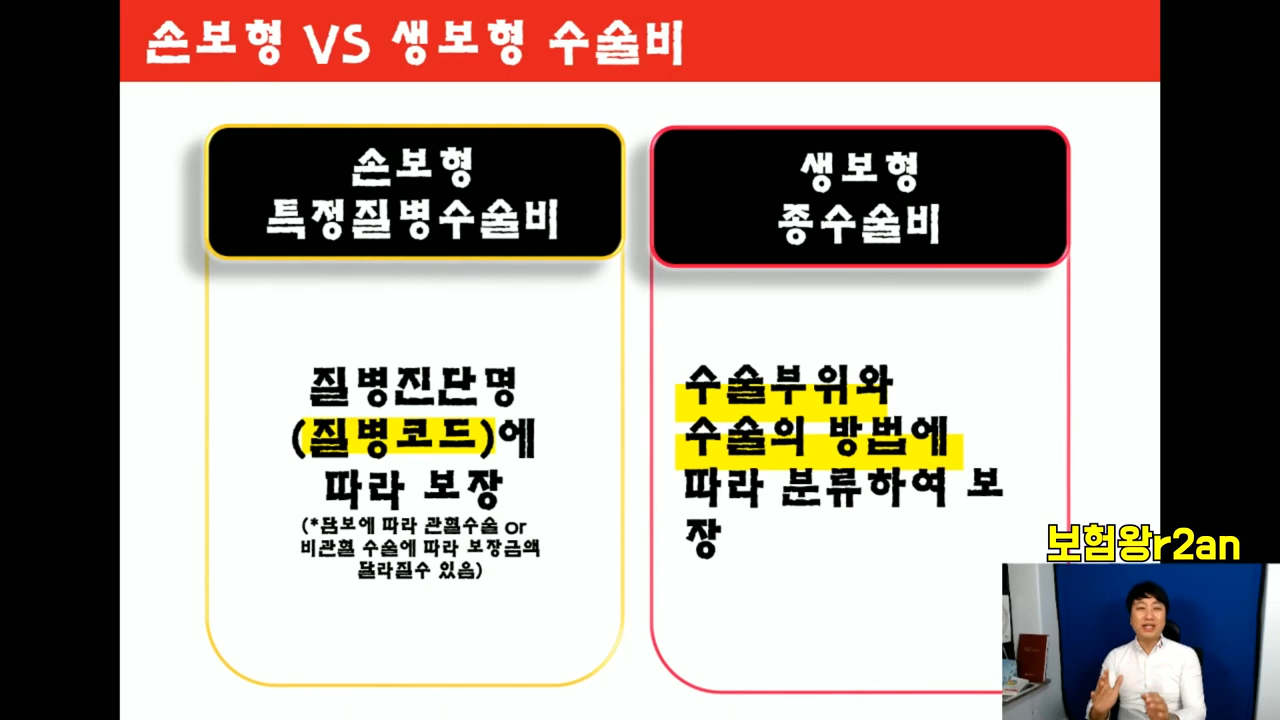 손보형 VS 생보형 수술비
손보형
특정질병수술비
생보형
종수술비
질병진단명
(질병코드)에
따라 보장
(*담보에 따라 관혈수술 or
비관혈 수술에 따라 보장금액
달라질수 있음)
수술부위와
수술의 방법에
따라 분류하여 보
장
보험왕r2an